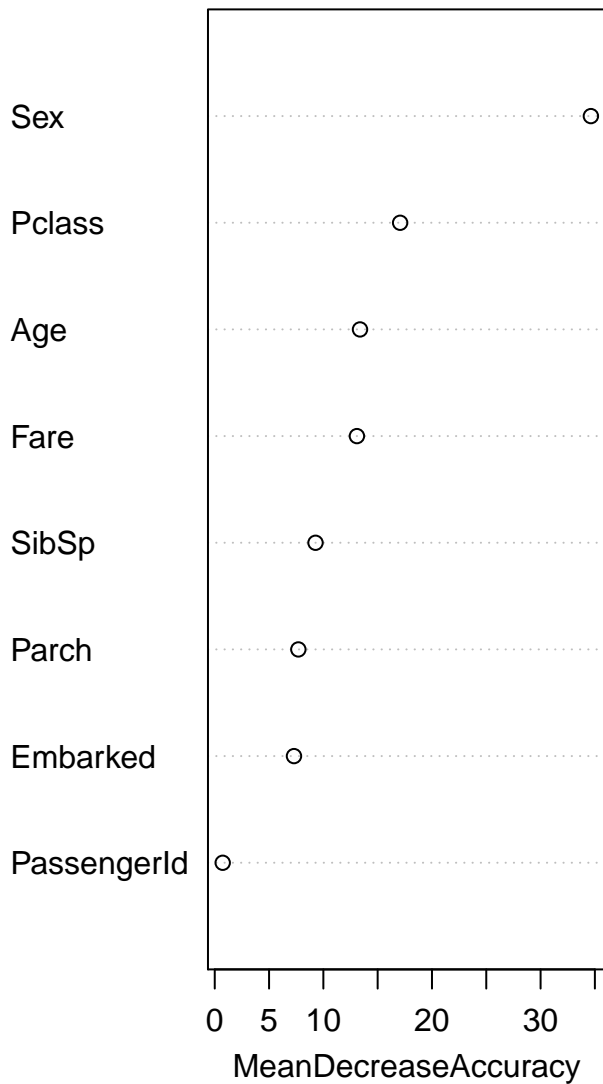 Sex
Pclass
Age
Fare
SibSp
Parch
Embarked
PassengerId
0 5 10 20 30
MeanDecreaseAccuracy